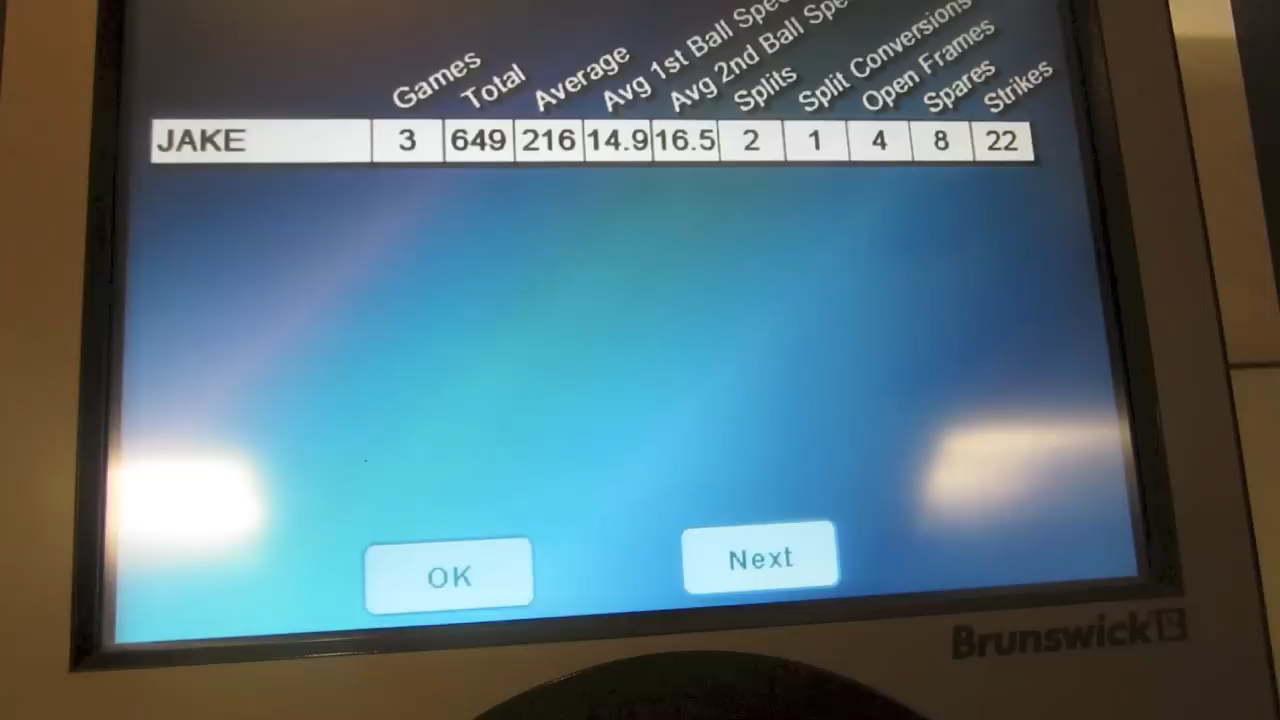 Games Total Average Avg 1st Ball Avg 2nd Ball Splits Split Conversions Open Frames Spares Strikes
JAKE 3 649 216 14.9 16.5 2 1 4 8 22
OK Next
Brunswick